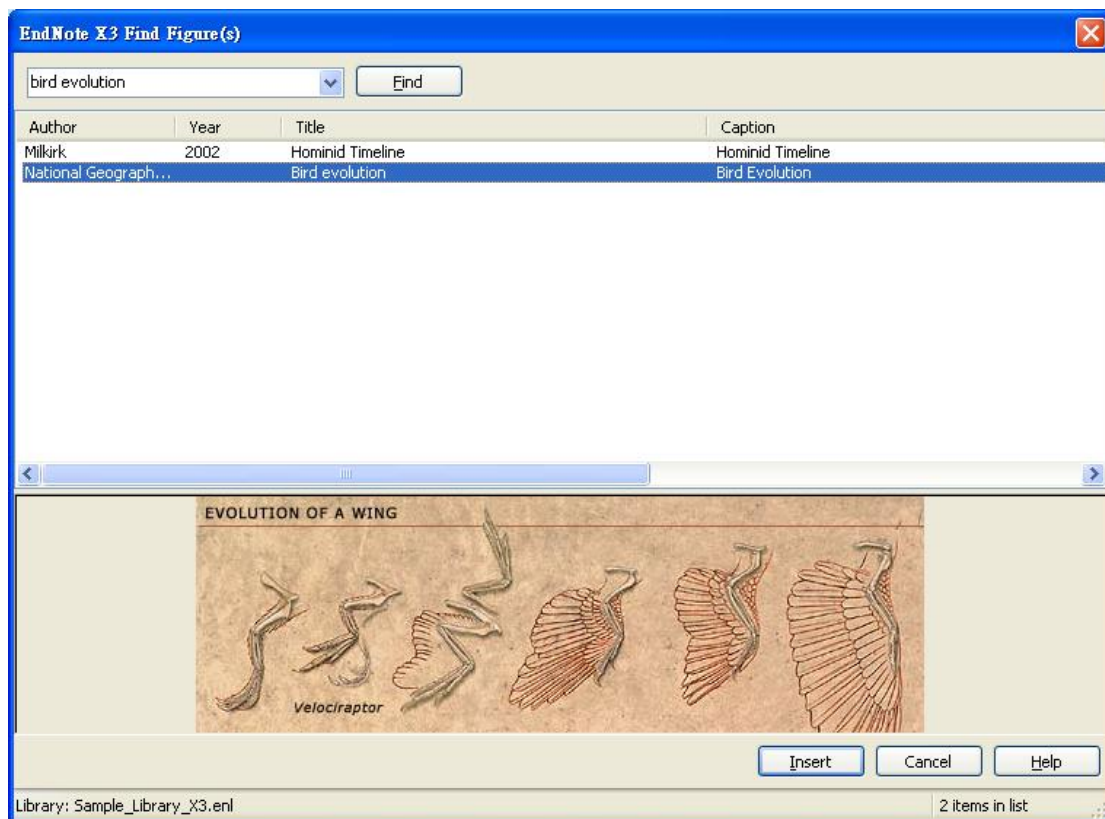 EndNote X3 Find Figure(s)
bird evolution Find
Author Year Title Caption
Milkirk 2002 Hominid Timeline Hominid Timeline
National Geograph... Bird evolution Bird Evolution
EVOLUTION OF A WING
Velociraptor
Insert Cancel Help
Library: Sample_Library_X3.enl 2 items in list